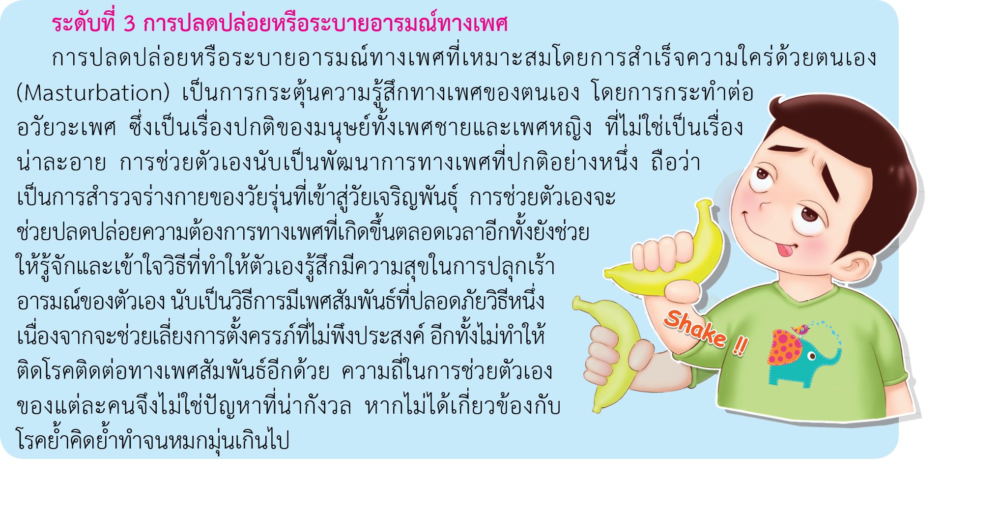 ระดับที่ 3 การปลดปล่อยหรือระบายอารมณ์ทางเพศ
การปลดปล่อยหรือระบายอารมณ์ทางเพศที่เหมาะสมโดยการสำเร็จความใคร่ด้วยตนเอง
(Masturbation) เป็นการกระตุ้นความรู้สึกทางเพศของตนเอง โดยการกระทำต่อ
อวัยวะเพศ ซึ่งเป็นเรื่องปกติของมนุษย์ทั้งเพศชายและเพศหญิง ที่ไม่ใช่เป็นเรื่อง
น่าละอาย การช่วยตัวเองนับเป็นพัฒนาการทางเพศที่ปกติอย่างหนึ่ง ถือว่า
เป็นการสำรวจร่างกายของวัยรุ่นที่เข้าสู่วัยเจริญพันธุ์ การช่วยตัวเองจะ
ช่วยปลดปล่อยความต้องการทางเพศที่เกิดขึ้นตลอดเวลาอีกทั้งยังช่วย
ให้รู้จักและเข้าใจวิธีที่ทำให้ตัวเองรู้สึกมีความสุขในการปลุกเร้า
อารมณ์ของตัวเอง นับเป็นวิธีการมีเพศสัมพันธ์ที่ปลอดภัยวิธีหนึ่ง
เนื่องจากจะช่วยเลี่ยงการตั้งครรภ์ที่ไม่พึงประสงค์ อีกทั้งไม่ทำให้
ติดโรคติดต่อทางเพศสัมพันธ์อีกด้วย ความถี่ในการช่วยตัวเอง
ของแต่ละคนจึงไม่ใช่ปัญหาที่น่ากังวล หากไม่ได้เกี่ยวข้องกับ
โรคย้ำคิดย้ำทำจนหมกมุ่นเกินไป
Shake !!